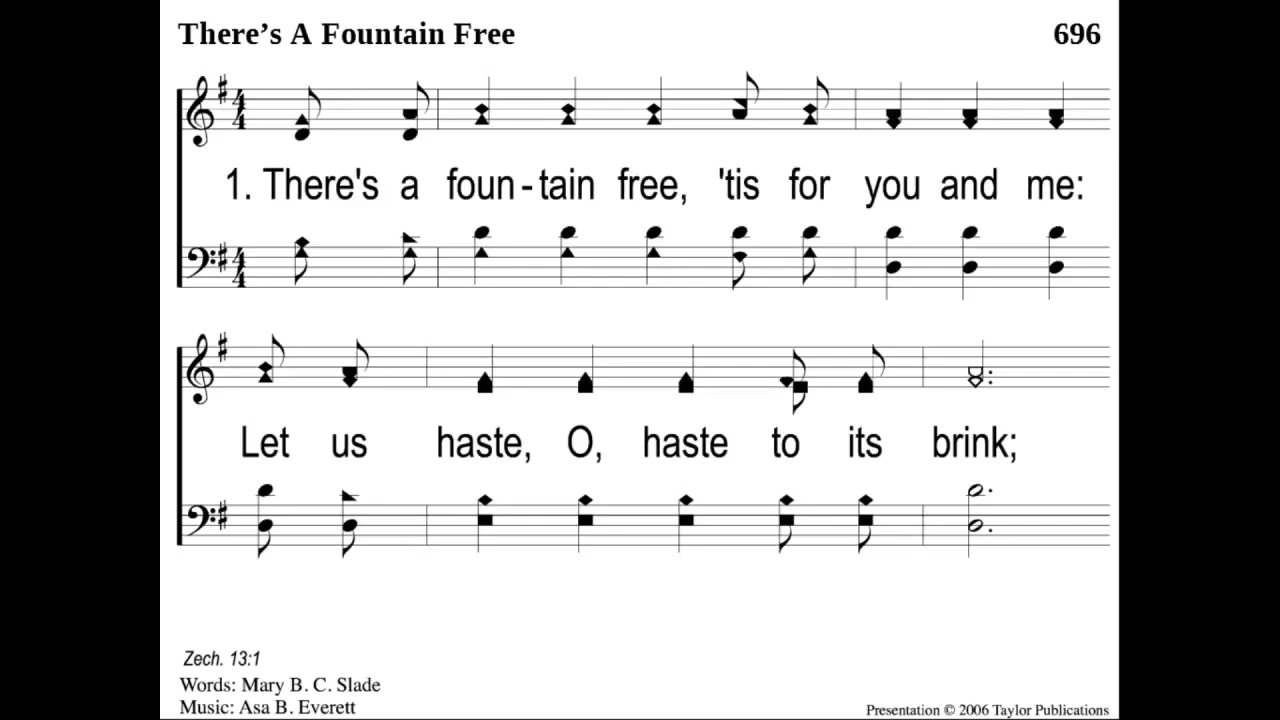 There's A Fountain Free 696
1. There's a foun - tain free, 'tis for you and me:
Let us haste, O, haste to its brink;
Zech. 13:1
Words: Mary B. C. Slade
Music: Asa B. Everett
Presentation © 2006 Taylor Publications